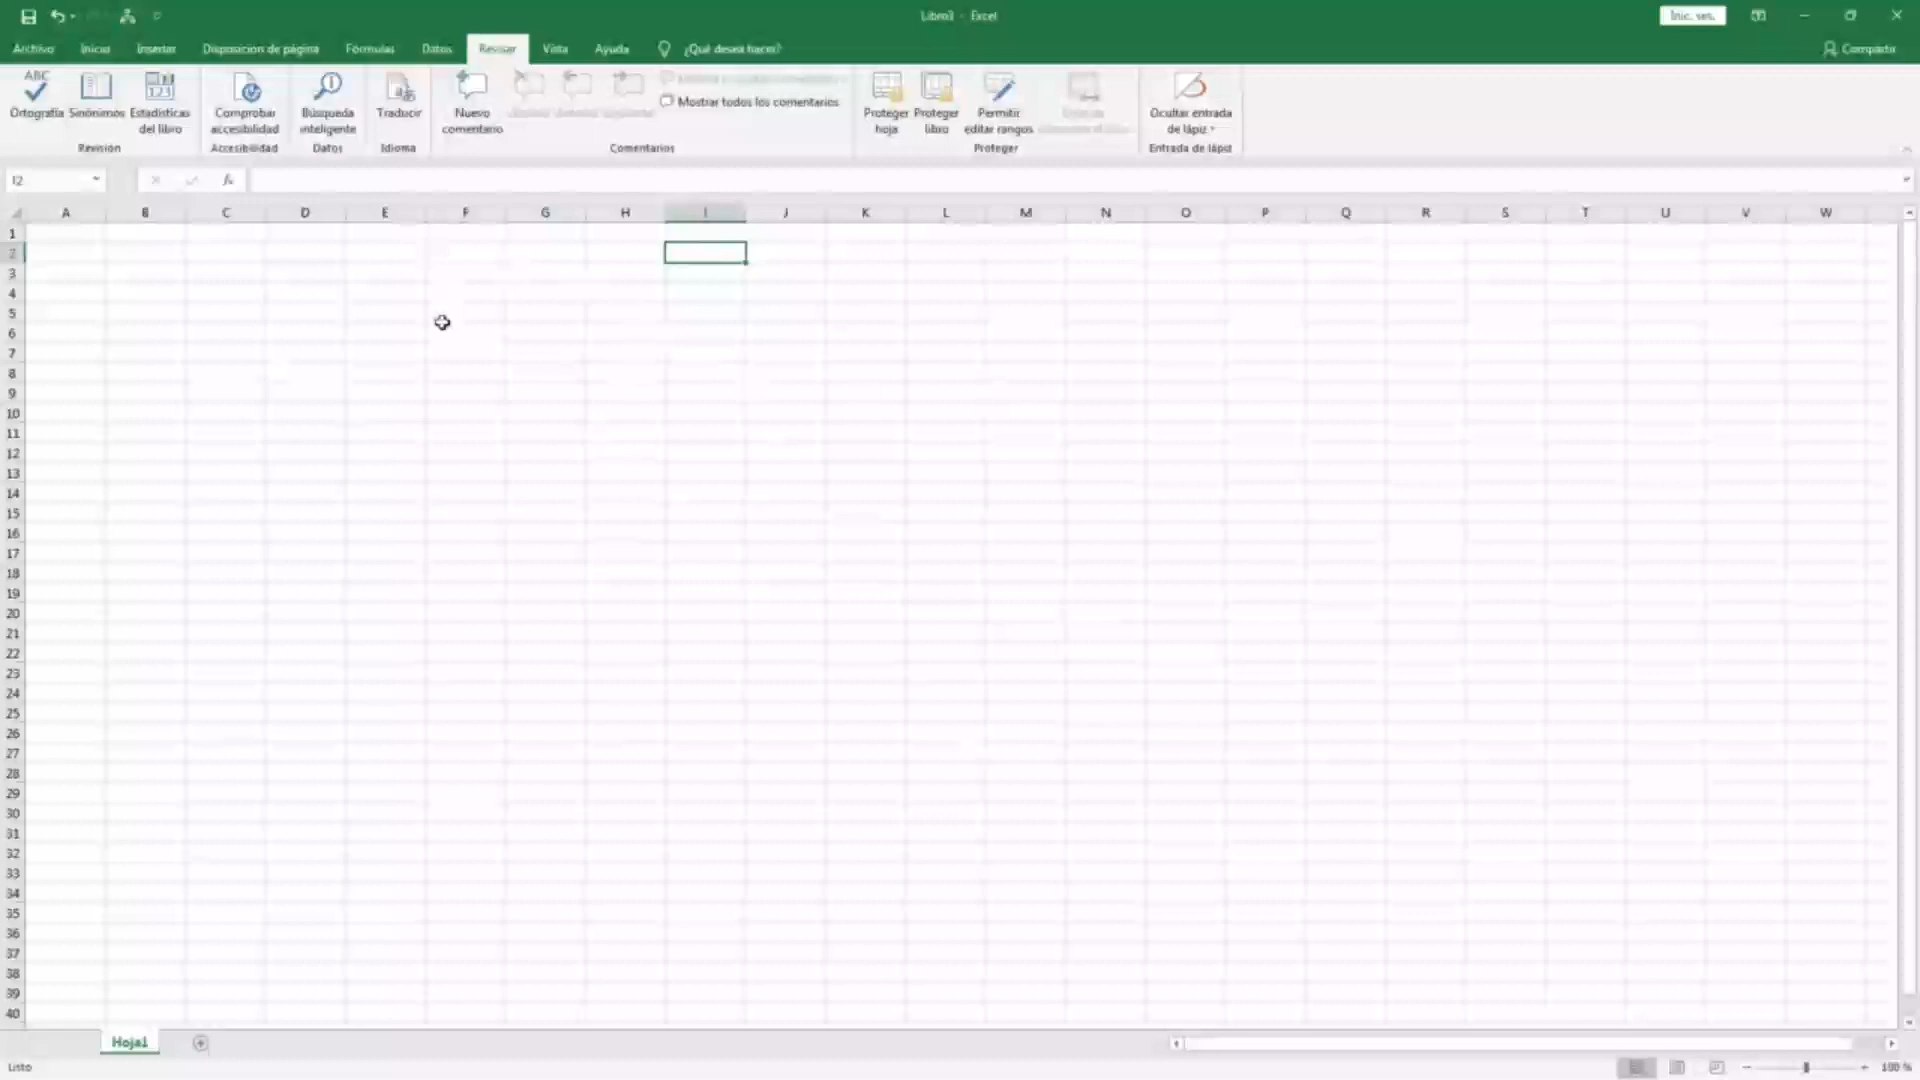 Libro1 - Excel
Inic. ses.
Archivo Inicio Insertar Disposición de página Fórmulas Datos Revisar Vista Ayuda ¿Qué desea hacer? Compartir
ABC
123
Ortografía Sinónimos Estadísticas del libro
Comprobar accesibilidad
Búsqueda inteligente
Traducir
Nuevo comentario
Mostrar todos los comentarios
Proteger hoja
Proteger libro
Permitir editar rangos
Ocultar entrada de lápiz
Revisión Accesibilidad Datos Idioma Comentarios Proteger Entrada de lápiz
I2 fx
A B C D E F G H I J K L M N O P Q R S T U V W
1
2
3
4
5
6
7
8
9
10
11
12
13
14
15
16
17
18
19
20
21
22
23
24
25
26
27
28
29
30
31
32
33
34
35
36
37
38
39
40
Hoja1
Listo
100 %